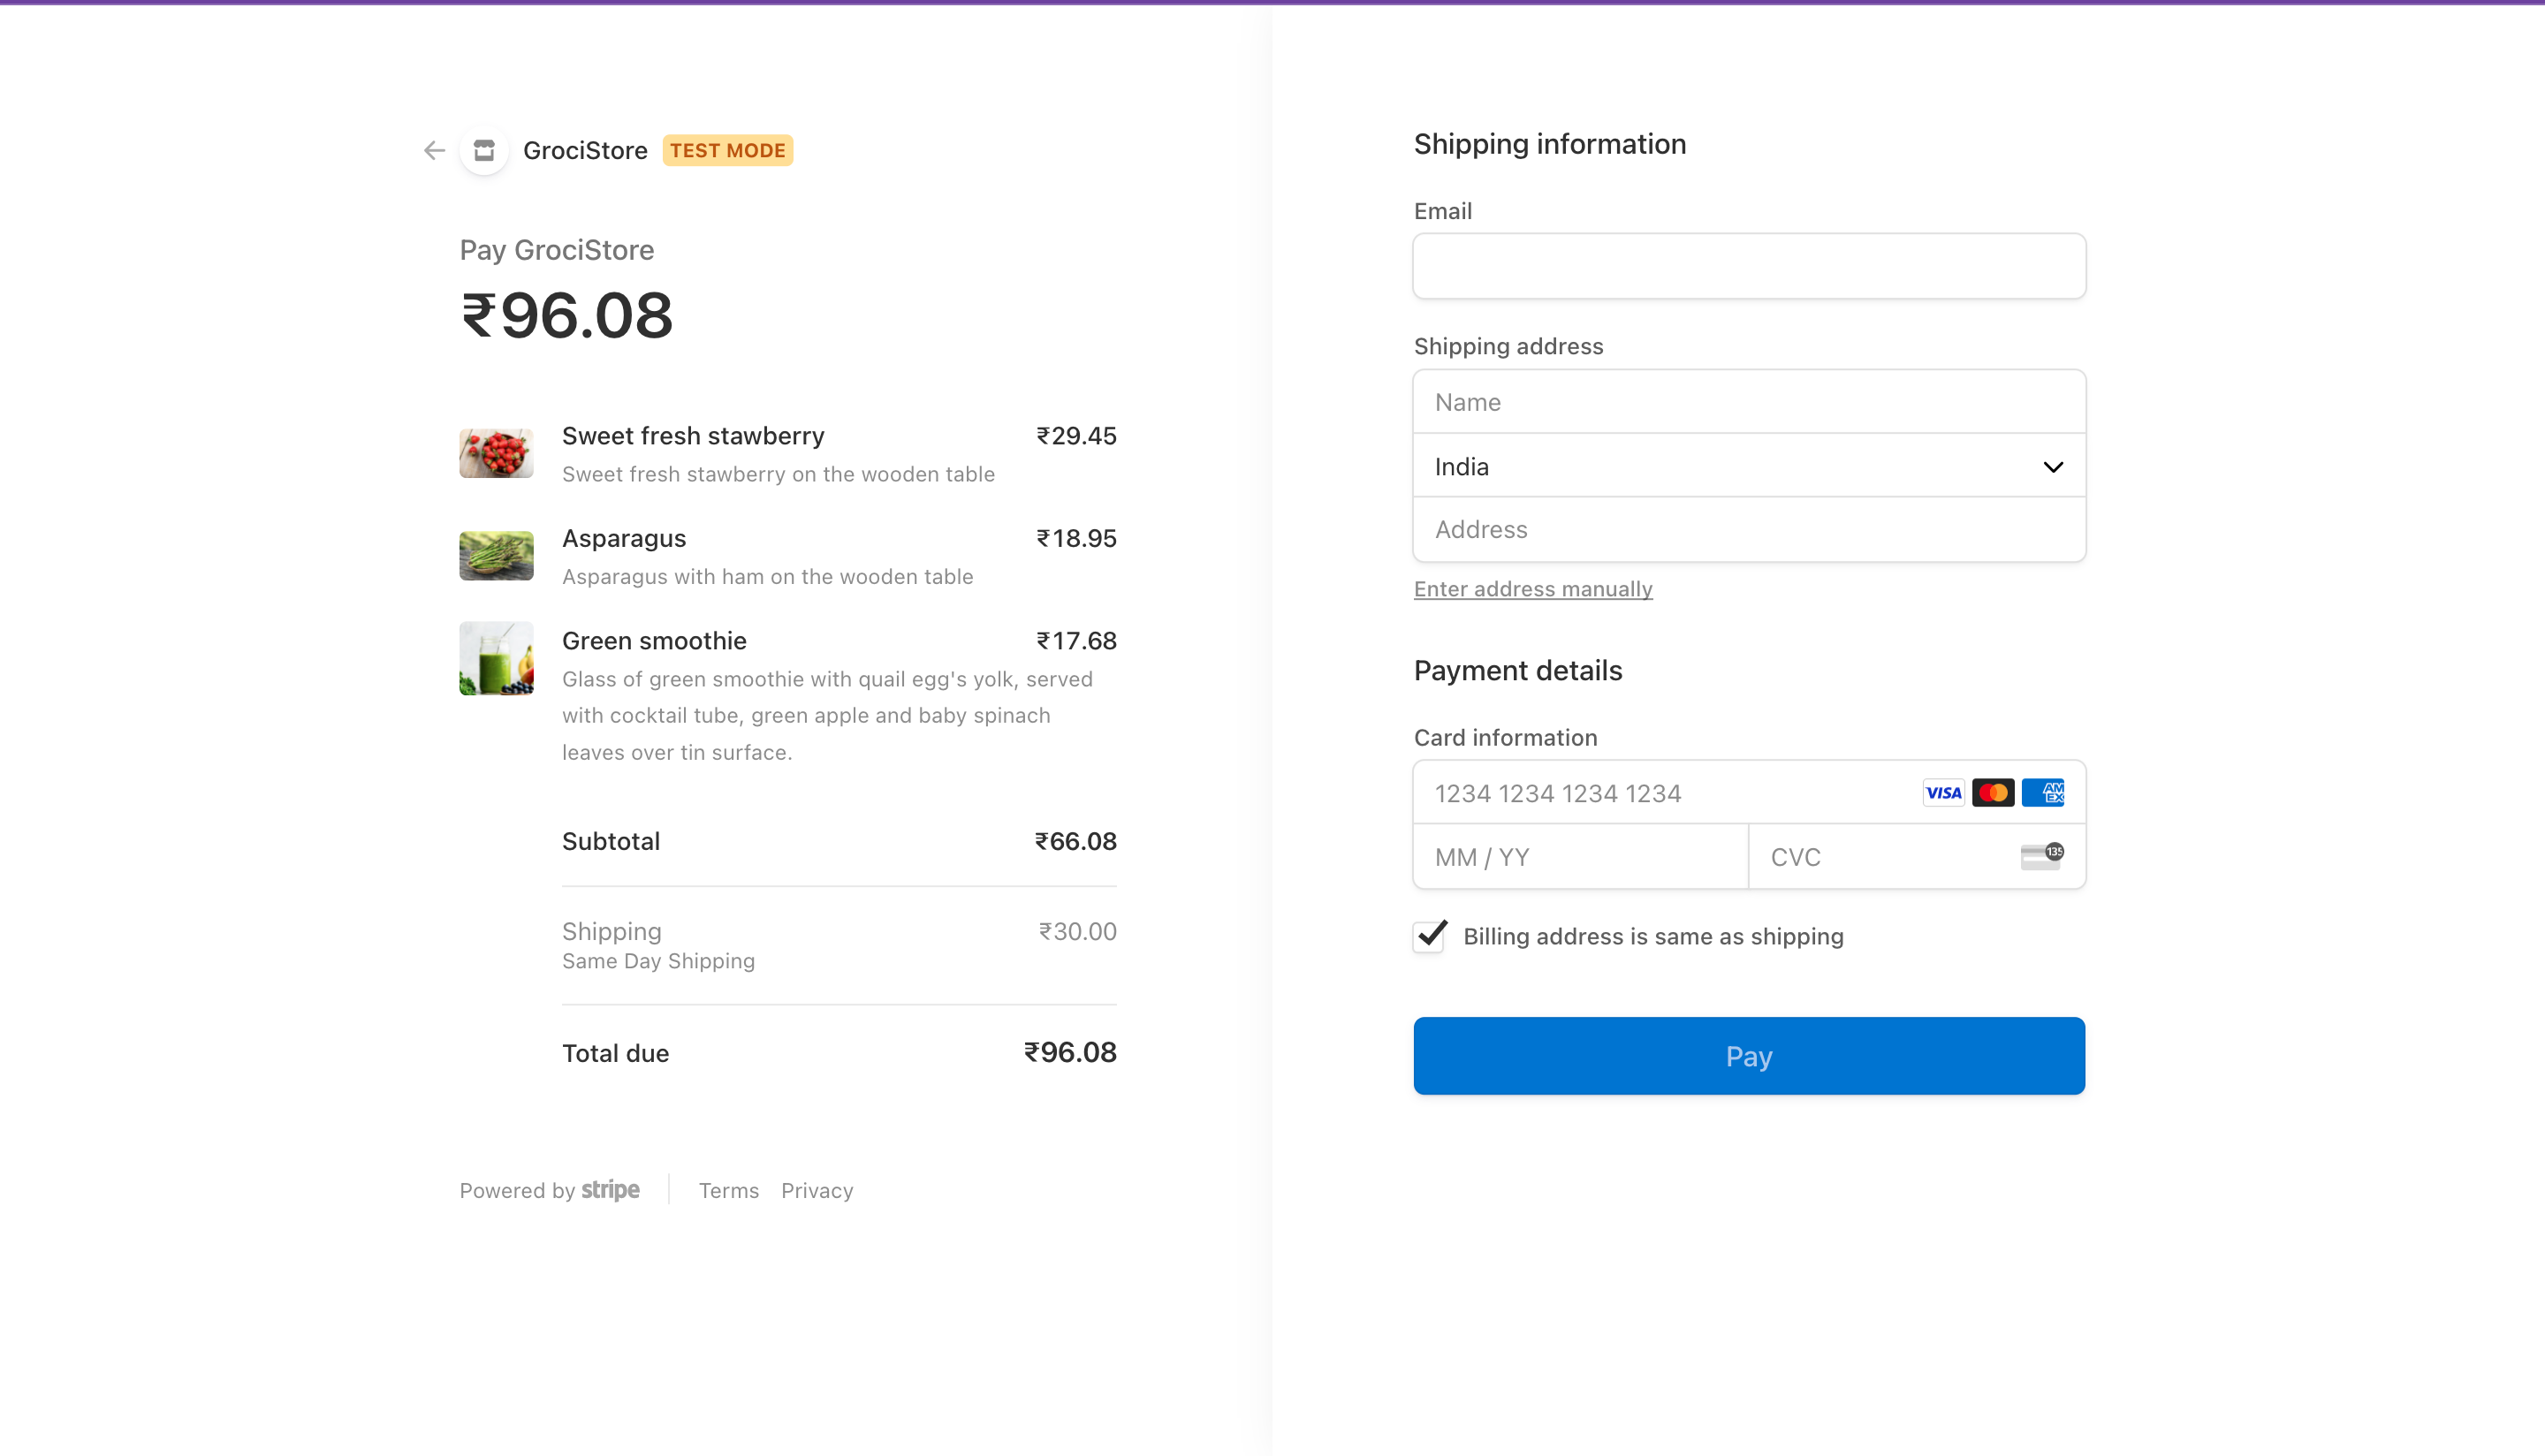 GrociStore TEST MODE
Pay GrociStore
₹96.08
Sweet fresh stawberry ₹29.45
Sweet fresh stawberry on the wooden table
Asparagus ₹18.95
Asparagus with ham on the wooden table
Green smoothie ₹17.68
Glass of green smoothie with quail egg's yolk, served
with cocktail tube, green apple and baby spinach
leaves over tin surface.
Subtotal ₹66.08
Shipping ₹30.00
Same Day Shipping
Total due ₹96.08
Powered by stripe Terms Privacy
Shipping information
Email
Shipping address
Name
India
Address
Enter address manually
Payment details
Card information
1234 1234 1234 1234 VISA AMEX
MM / YY CVC 135
Billing address is same as shipping
Pay